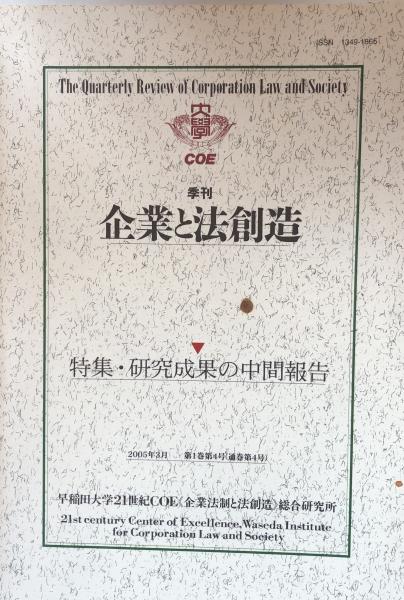 ISSN 1349-1865
The Quarterly Review of Corporation Law and Society
大學
COE
季刊
企業と法創造
特集・研究成果の中間報告
2005年3月 第1巻第4号(通巻第4号)
早稲田大学21世紀COE《企業法制と法創造》総合研究所
21st century Center of Excellence, Waseda Institute
for Corporation Law and Society